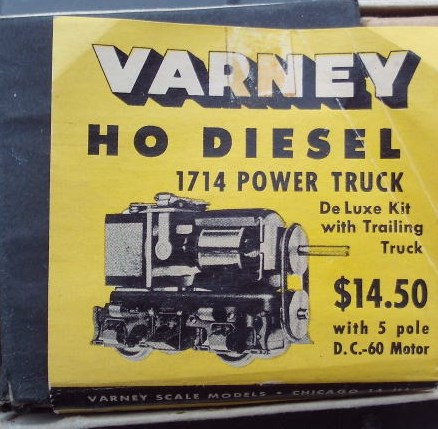 VARNEY
HO DIESEL
1714 POWER TRUCK
De Luxe Kit
with Trailing
Truck
$14.50
with 5 pole
D.C.-60 Motor
VARNEY SCALE MODELS • CHICAGO 14